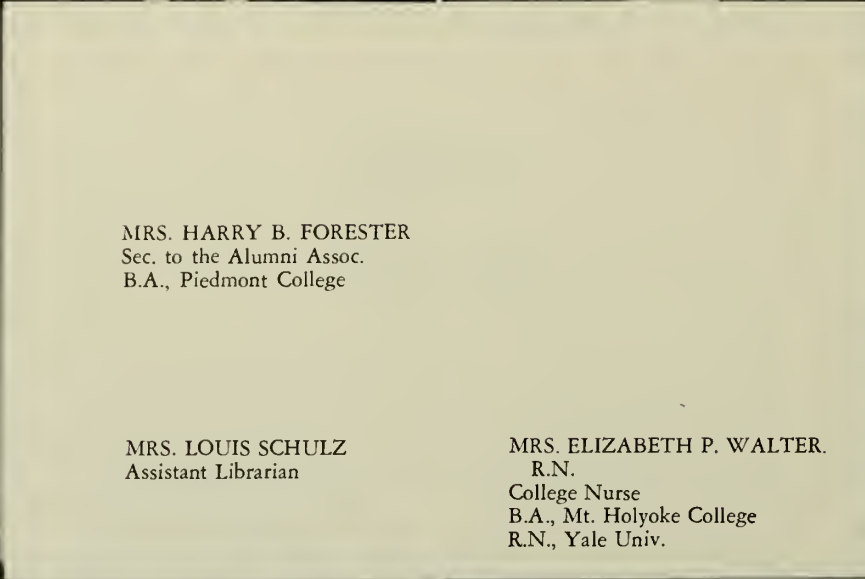 MRS. HARRY B. FORESTER
Sec. to the Alumni Assoc.
B.A., Piedmont College
MRS. LOUIS SCHULZ
Assistant Librarian
MRS. ELIZABETH P. WALTER.
R.N.
College Nurse
B.A., Mt. Holyoke College
R.N., Yale Univ.